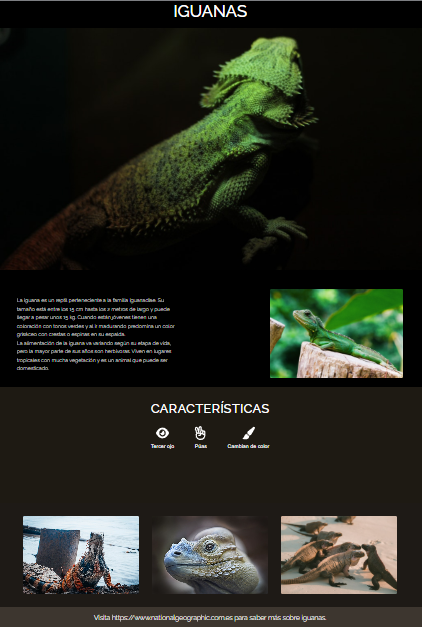 IGUANAS
La iguana es un reptil pertenecediente a la familia iguanadiae. Su
tamaño está entre los 15 cm hasta los 2 metros de largo y puede
llegar a pesar unos 15 kg. Cuando están jóvenes tienen una
coloración con tonos verdes y al ir madurando predomina un color
grisáceo con crestas o espinas en su espalda.
La alimentación de la iguana va variando según su etapa de vida,
pero la mayor parte de sus años son herbívoras. Viven en lugares
tropicales con mucha vegetación y es un animal que puede ser
domesticado.
CARACTERÍSTICAS
Tercer ojo Púas Cambian de color
Visita https://www.nationalgeographic.com.es para saber más sobre iguanas.